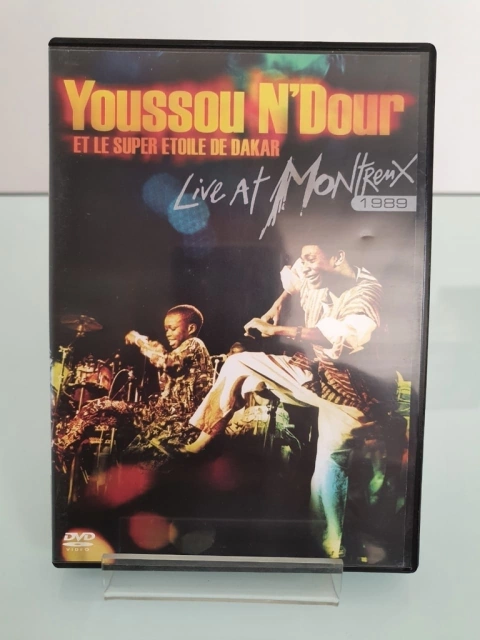 Youssou N'Dour
ET LE SUPER ETOILE DE DAKAR
Live At Montreux
1989
DVD
VIDEO